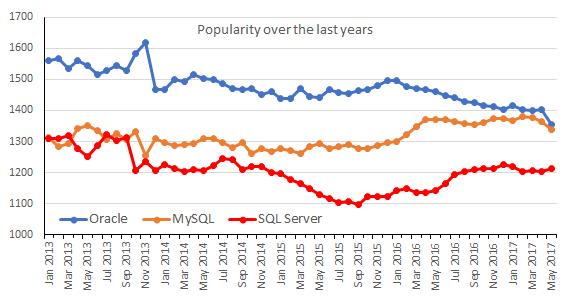 Popularity over the last years
1700
1600
1500
1400
1300
1200
1100
1000
Oracle MySQL SQL Server
Jan 2013 Mar 2013 May 2013 Jul 2013 Sep 2013 Nov 2013 Jan 2014 Mar 2014 May 2014 Jul 2014 Sep 2014 Nov 2014 Jan 2015 Mar 2015 May 2015 Jul 2015 Sep 2015 Nov 2015 Jan 2016 Mar 2016 May 2016 Jul 2016 Sep 2016 Nov 2016 Jan 2017 Mar 2017 May 2017